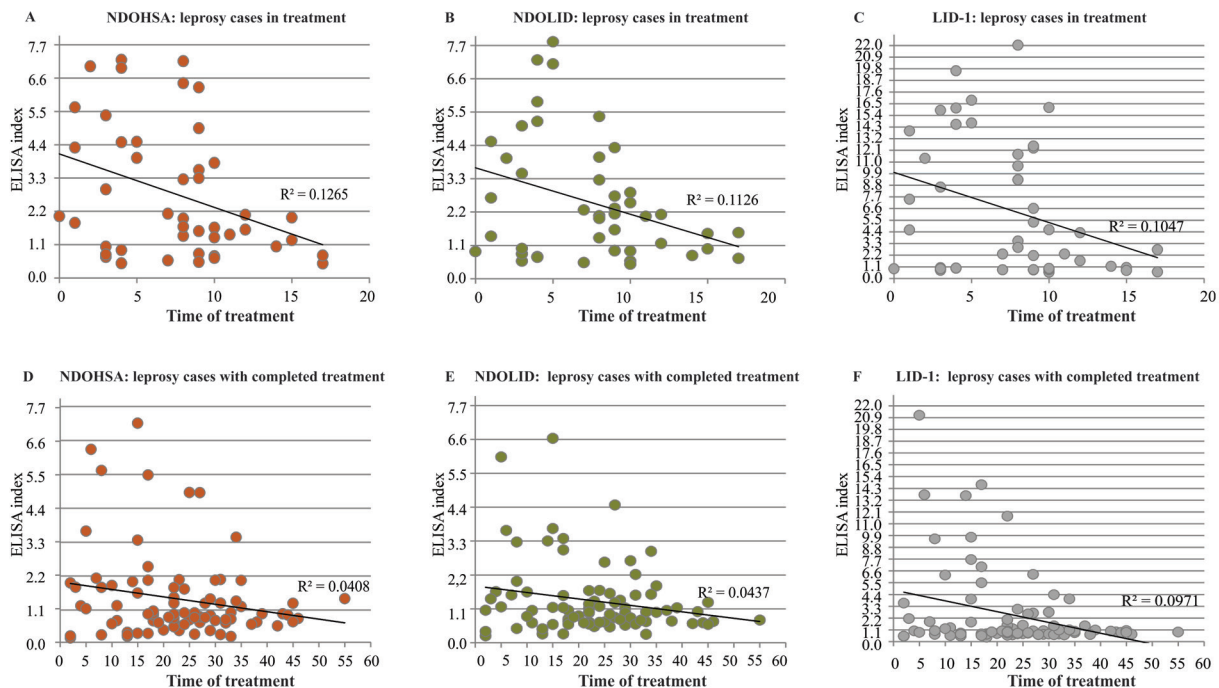 A NDOHSA: leprosy cases in treatment
ELISA index
7.7
6.6
5.5
4.4
3.3
2.2
1.1
0.0
R² = 0.1265
0 5 10 15 20
Time of treatment
B NDOLID: leprosy cases in treatment
ELISA index
7.7
6.6
5.5
4.4
3.3
2.2
1.1
0.0
R² = 0.1126
0 5 10 15 20
Time of treatment
C LID-1: leprosy cases in treatment
ELISA index
22.0
20.9
19.8
18.7
17.6
16.5
15.4
14.3
13.2
12.1
11.0
9.9
8.8
7.7
6.6
5.5
4.4
3.3
2.2
1.1
0.0
R² = 0.1047
0 5 10 15 20
Time of treatment
D NDOHSA: leprosy cases with completed treatment
ELISA index
7.7
6.6
5.5
4.4
3.3
2.2
1.1
0.0
R² = 0.0408
0 5 10 15 20 25 30 35 40 45 50 55 60
Time of treatment
E NDOLID: leprosy cases with completed treatment
ELISA index
7.7
6.6
5.5
4.4
3.3
2.2
1.1
0.0
R² = 0.0437
0 5 10 15 20 25 30 35 40 45 50 55 60
Time of treatment
F LID-1: leprosy cases with completed treatment
ELISA index
22.0
20.9
19.8
18.7
17.6
16.5
15.4
14.3
13.2
12.1
11.0
9.9
8.8
7.7
6.6
5.5
4.4
3.3
2.2
1.1
0.0
R² = 0.0971
0 5 10 15 20 25 30 35 40 45 50 55 60
Time of treatment